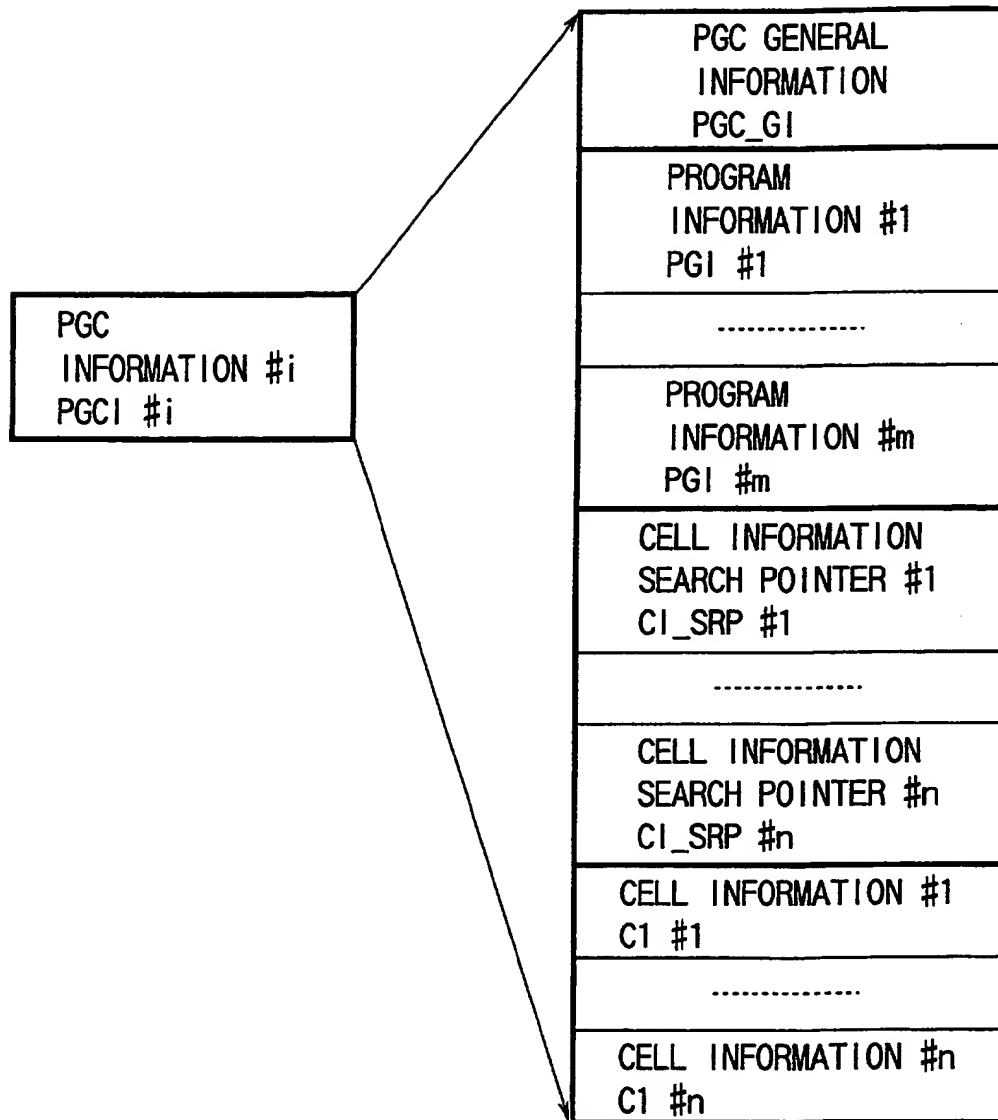 PGC GENERAL
INFORMATION
PGC_GI
PROGRAM
INFORMATION #1
PGI #1
PGC
INFORMATION #i
PGCI #i
PROGRAM
INFORMATION #m
PGI #m
CELL INFORMATION
SEARCH POINTER #1
CI_SRP #1
CELL INFORMATION
SEARCH POINTER #n
CI_SRP #n
CELL INFORMATION #1
C1 #1
CELL INFORMATION #n
C1 #n